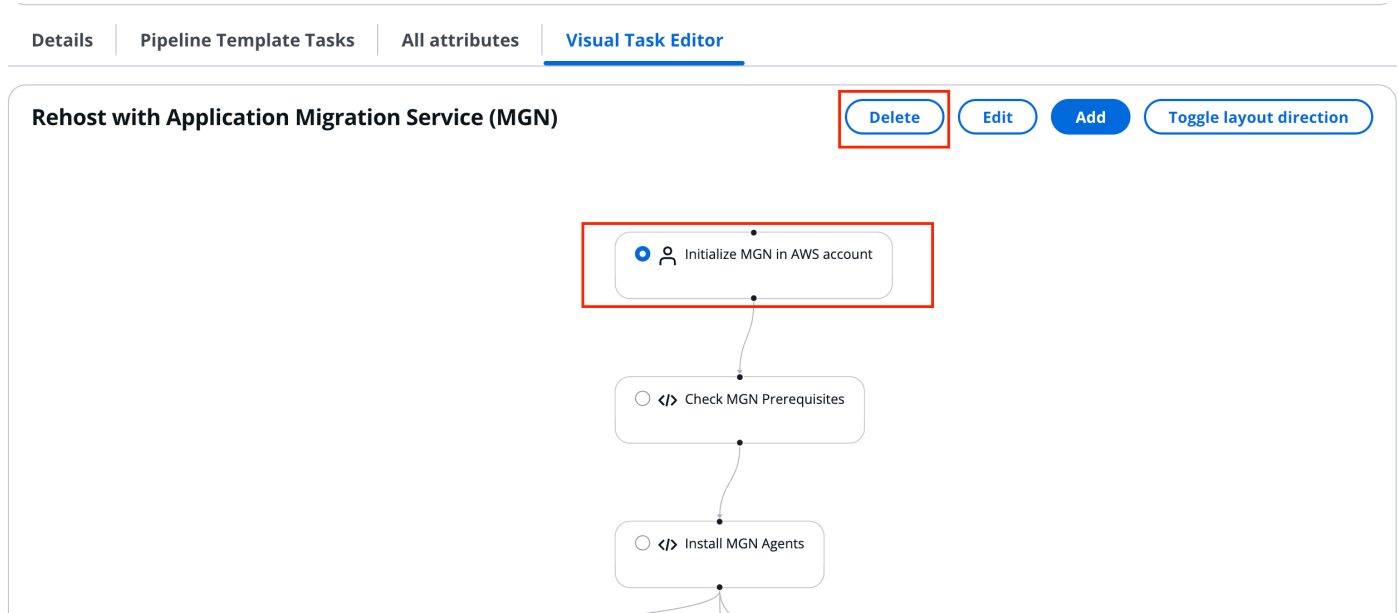 Details
Pipeline Template Tasks
All attributes
Visual Task Editor
Rehost with Application Migration Service (MGN)
Delete
Edit
Add
Toggle layout direction
Initialize MGN in AWS account
</> Check MGN Prerequisites
</> Install MGN Agents